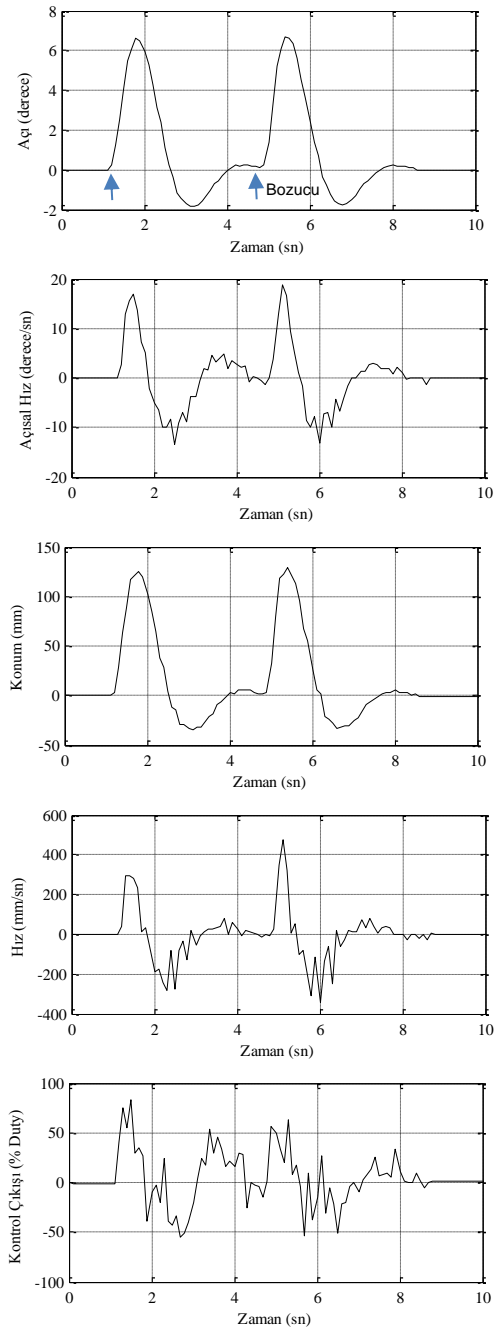 8
6
4
2
0
-2
Açı (derece)
Bozucu
0 2 4 6 8 10
Zaman (sn)
20
10
0
-10
-20
Açısal Hız (derece/sn)
0 2 4 6 8 10
Zaman (sn)
150
100
50
0
-50
Konum (mm)
0 2 4 6 8 10
Zaman (sn)
600
400
200
0
-200
-400
Hız (mm/sn)
0 2 4 6 8 10
Zaman (sn)
100
50
0
-50
-100
Kontrol Çıkışı (% Duty)
0 2 4 6 8 10
Zaman (sn)